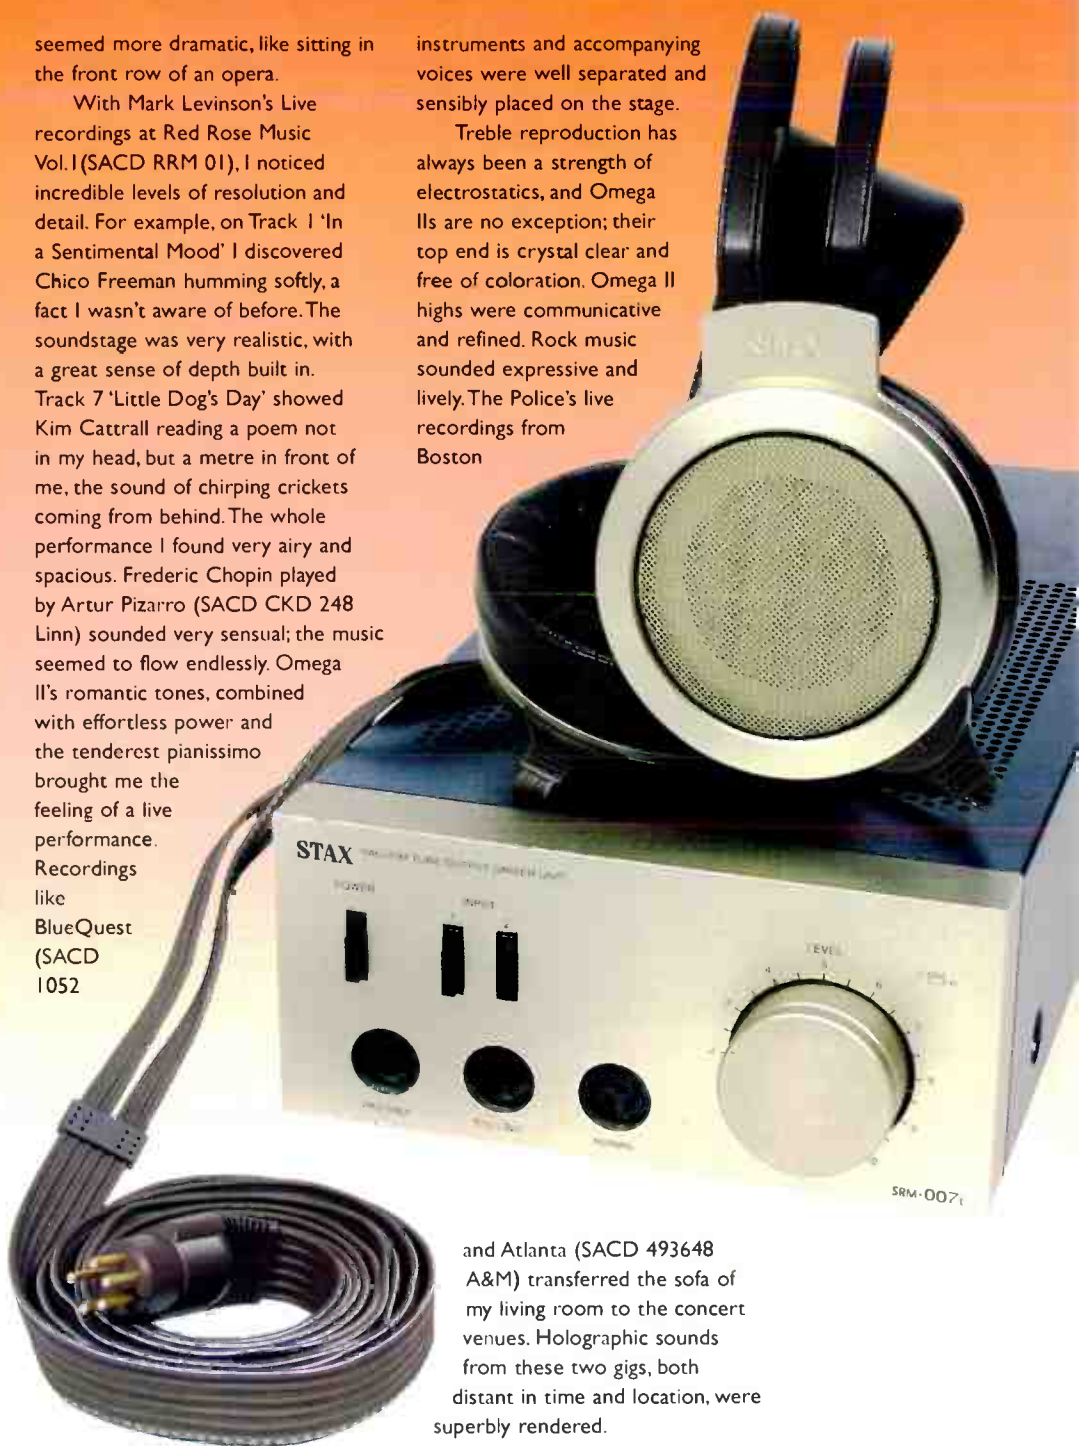 seemed more dramatic, like sitting in
the front row of an opera.
With Mark Levinson's Live
recordings at Red Rose Music
Vol.1(SACD RRM 01), I noticed
incredible levels of resolution and
detail. For example, on Track 1 'In
a Sentimental Mood' I discovered
Chico Freeman humming softly, a
fact I wasn't aware of before. The
soundstage was very realistic, with
a great sense of depth built in.
Track 7 'Little Dog's Day' showed
Kim Cattrall reading a poem not
in my head, but a metre in front of
me, the sound of chirping crickets
coming from behind. The whole
performance I found very airy and
spacious. Frederic Chopin played
by Artur Pizarro (SACD CKD 248
Linn) sounded very sensual; the music
seemed to flow endlessly. Omega
II's romantic tones, combined
with effortless power and
the tenderest pianissimo
brought me the
feeling of a live
performance.
Recordings
like
BlueQuest
(SACD
1052
instruments and accompanying
voices were well separated and
sensibly placed on the stage.
Treble reproduction has
always been a strength of
electrostatics, and Omega
IIs are no exception; their
top end is crystal clear and
free of coloration. Omega II
highs were communicative
and refined. Rock music
sounded expressive and
lively. The Police's live
recordings from
Boston
and Atlanta (SACD 493648
A&M) transferred the sofa of
my living room to the concert
venues. Holographic sounds
from these two gigs, both
distant in time and location, were
superbly rendered.
STAX
STAX VACUUM TUBE OUTPUT DRIVER UNIT
POWER
INPUT
LEVEL
SRM-007t